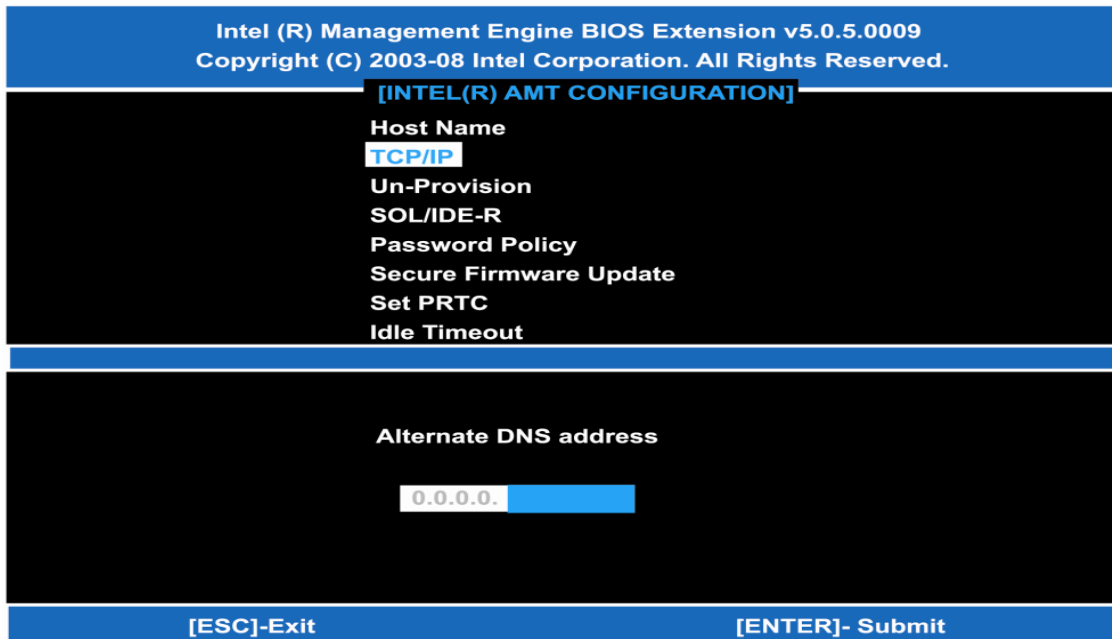 Intel (R) Management Engine BIOS Extension v5.0.5.0009
Copyright (C) 2003-08 Intel Corporation. All Rights Reserved.
[INTEL(R) AMT CONFIGURATION]
Host Name
TCP/IP
Un-Provision
SOL/IDE-R
Password Policy
Secure Firmware Update
Set PRTC
Idle Timeout
Alternate DNS address
0.0.0.0.
[ESC]-Exit [ENTER]- Submit